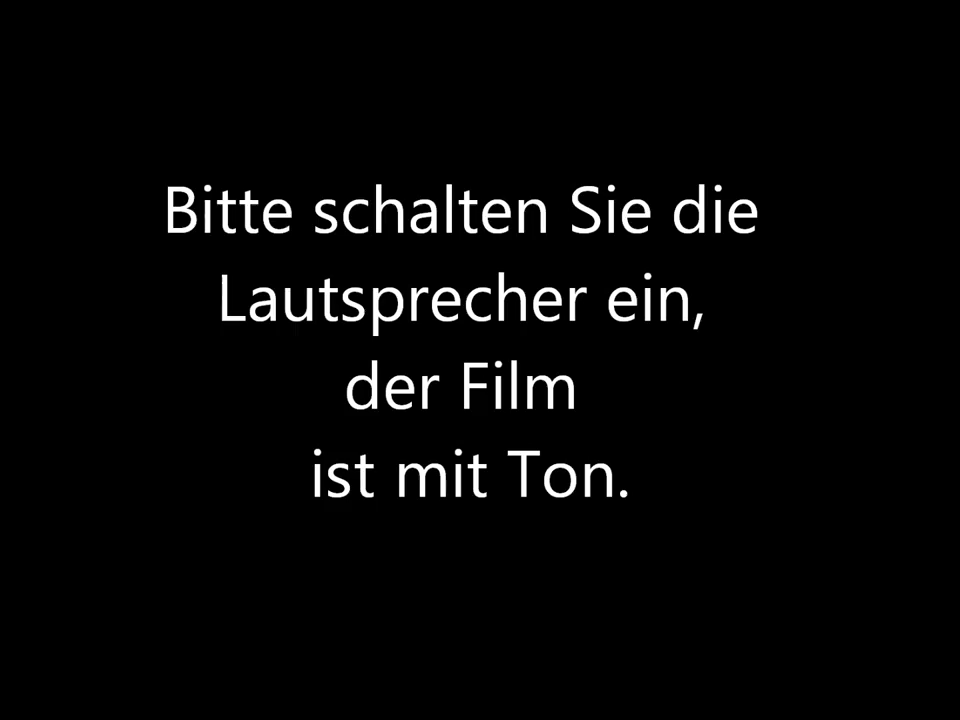 Bitte schalten Sie die
Lautsprecher ein,
der Film
ist mit Ton.